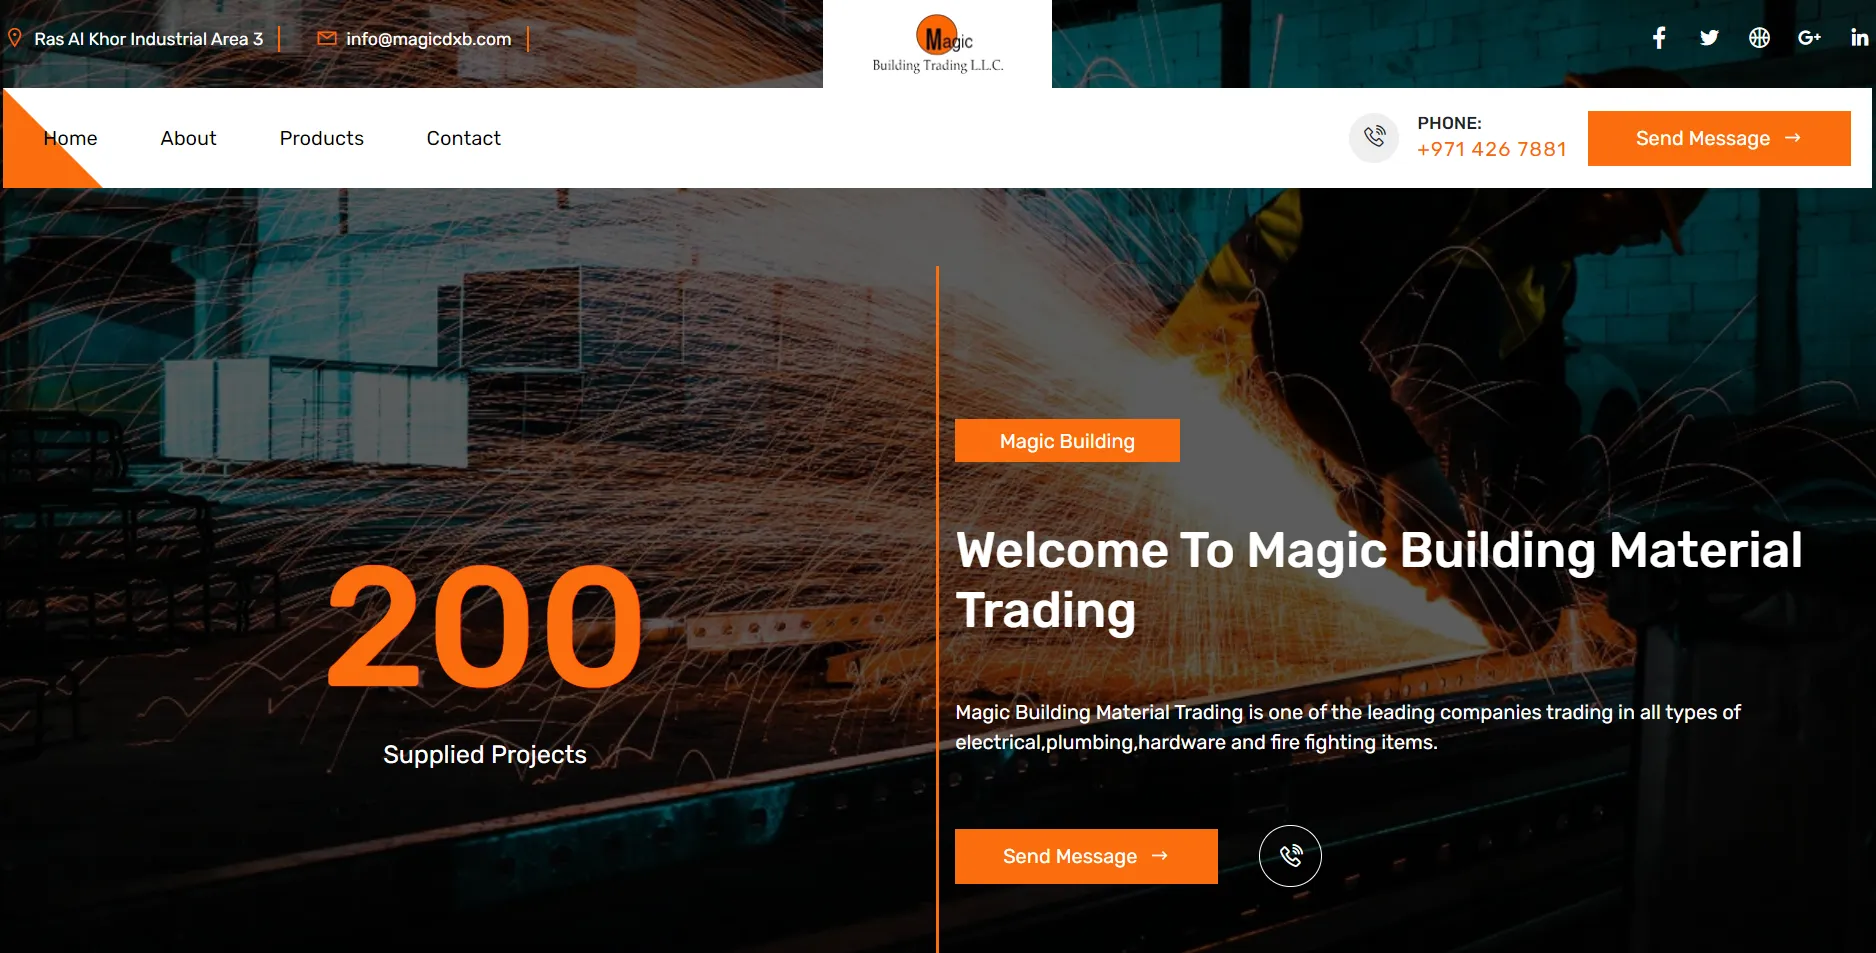 Ras Al Khor Industrial Area 3
info@magicdxb.com
Magic
Building Trading L.L.C.
Home
About
Products
Contact
PHONE:
+971 426 7881
Send Message
200
Supplied Projects
Magic Building
Welcome To Magic Building Material
Trading
Magic Building Material Trading is one of the leading companies trading in all types of
electrical,plumbing,hardware and fire fighting items.
Send Message